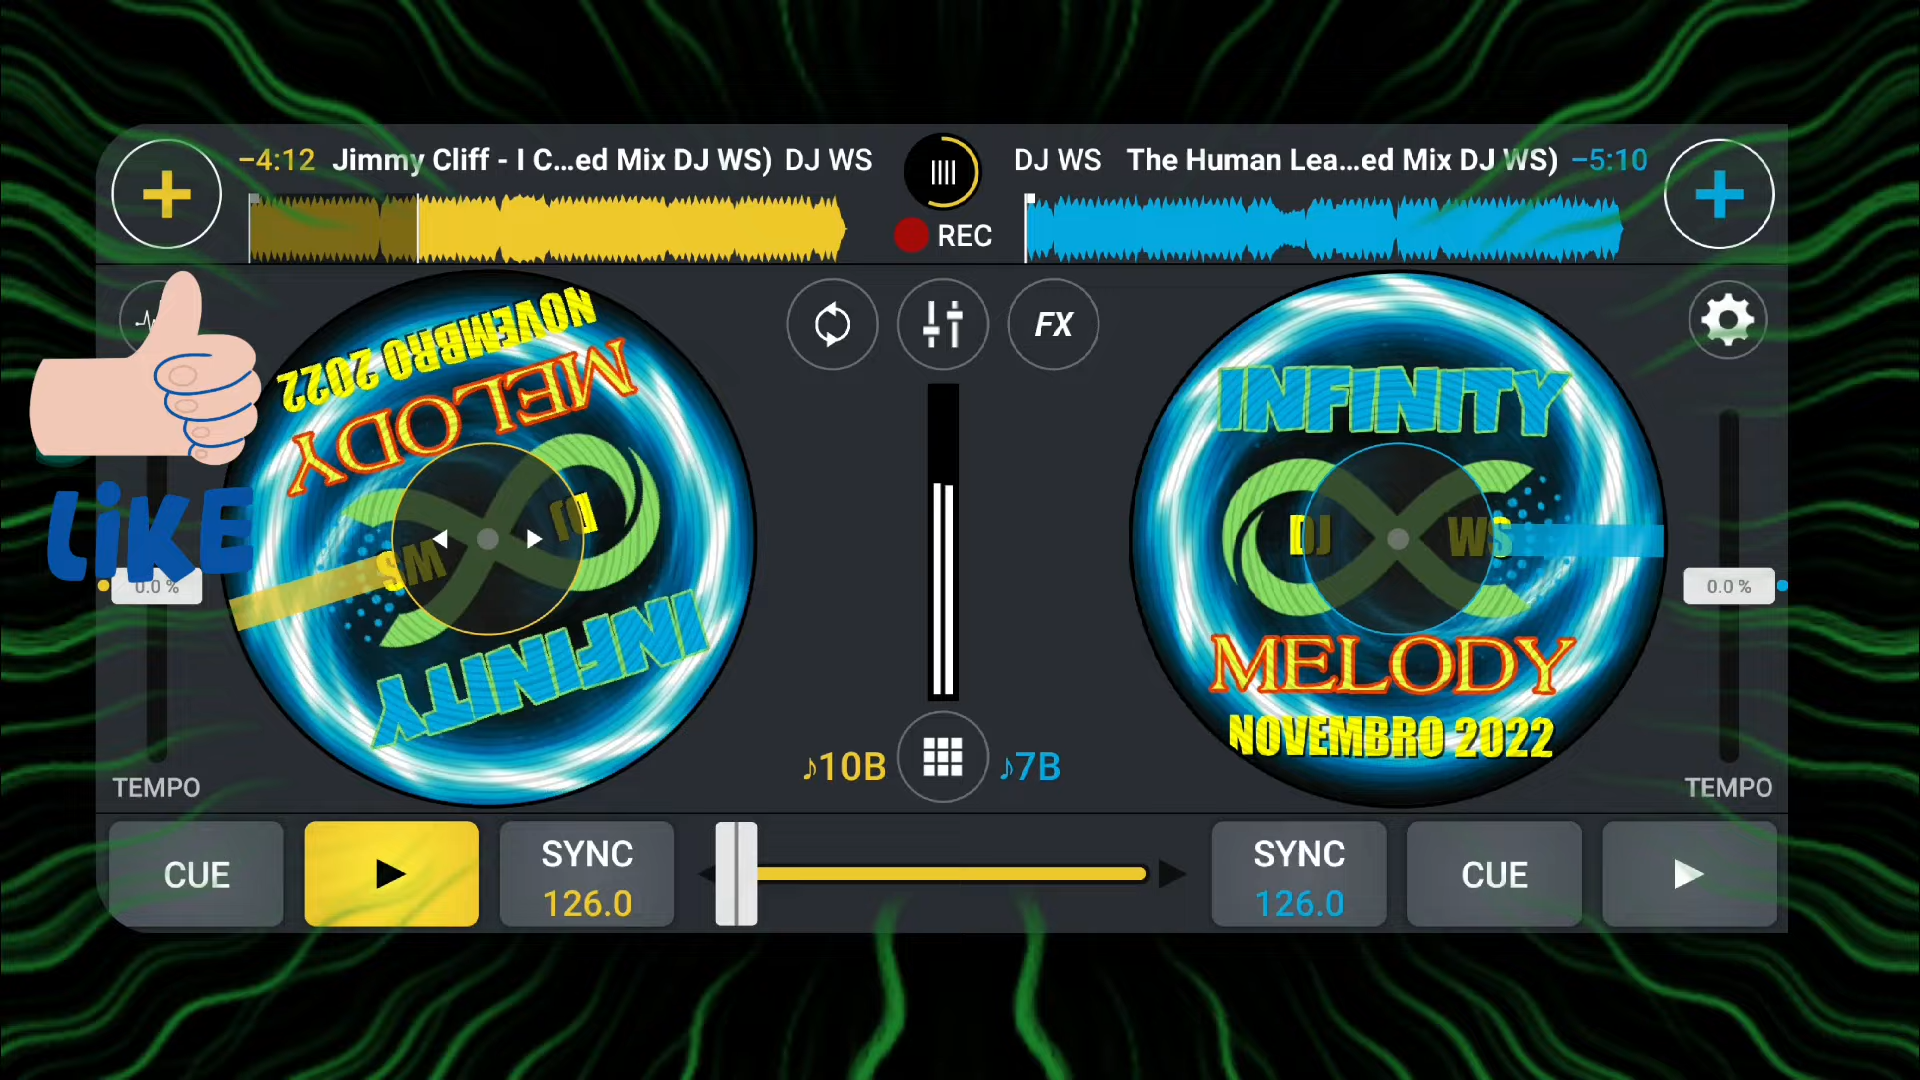 −4:12 Jimmy Cliff - I C...ed Mix DJ WS) DJ WS
DJ WS The Human Lea...ed Mix DJ WS) −5:10
REC
FX
NOVEMBRO 2022
MELODY
DJ WS
INFINITY
INFINITY
DJ WS
MELODY
NOVEMBRO 2022
LiKE
0.0 %
0.0 %
♪10B
♪7B
TEMPO
TEMPO
CUE
SYNC
126.0
SYNC
126.0
CUE